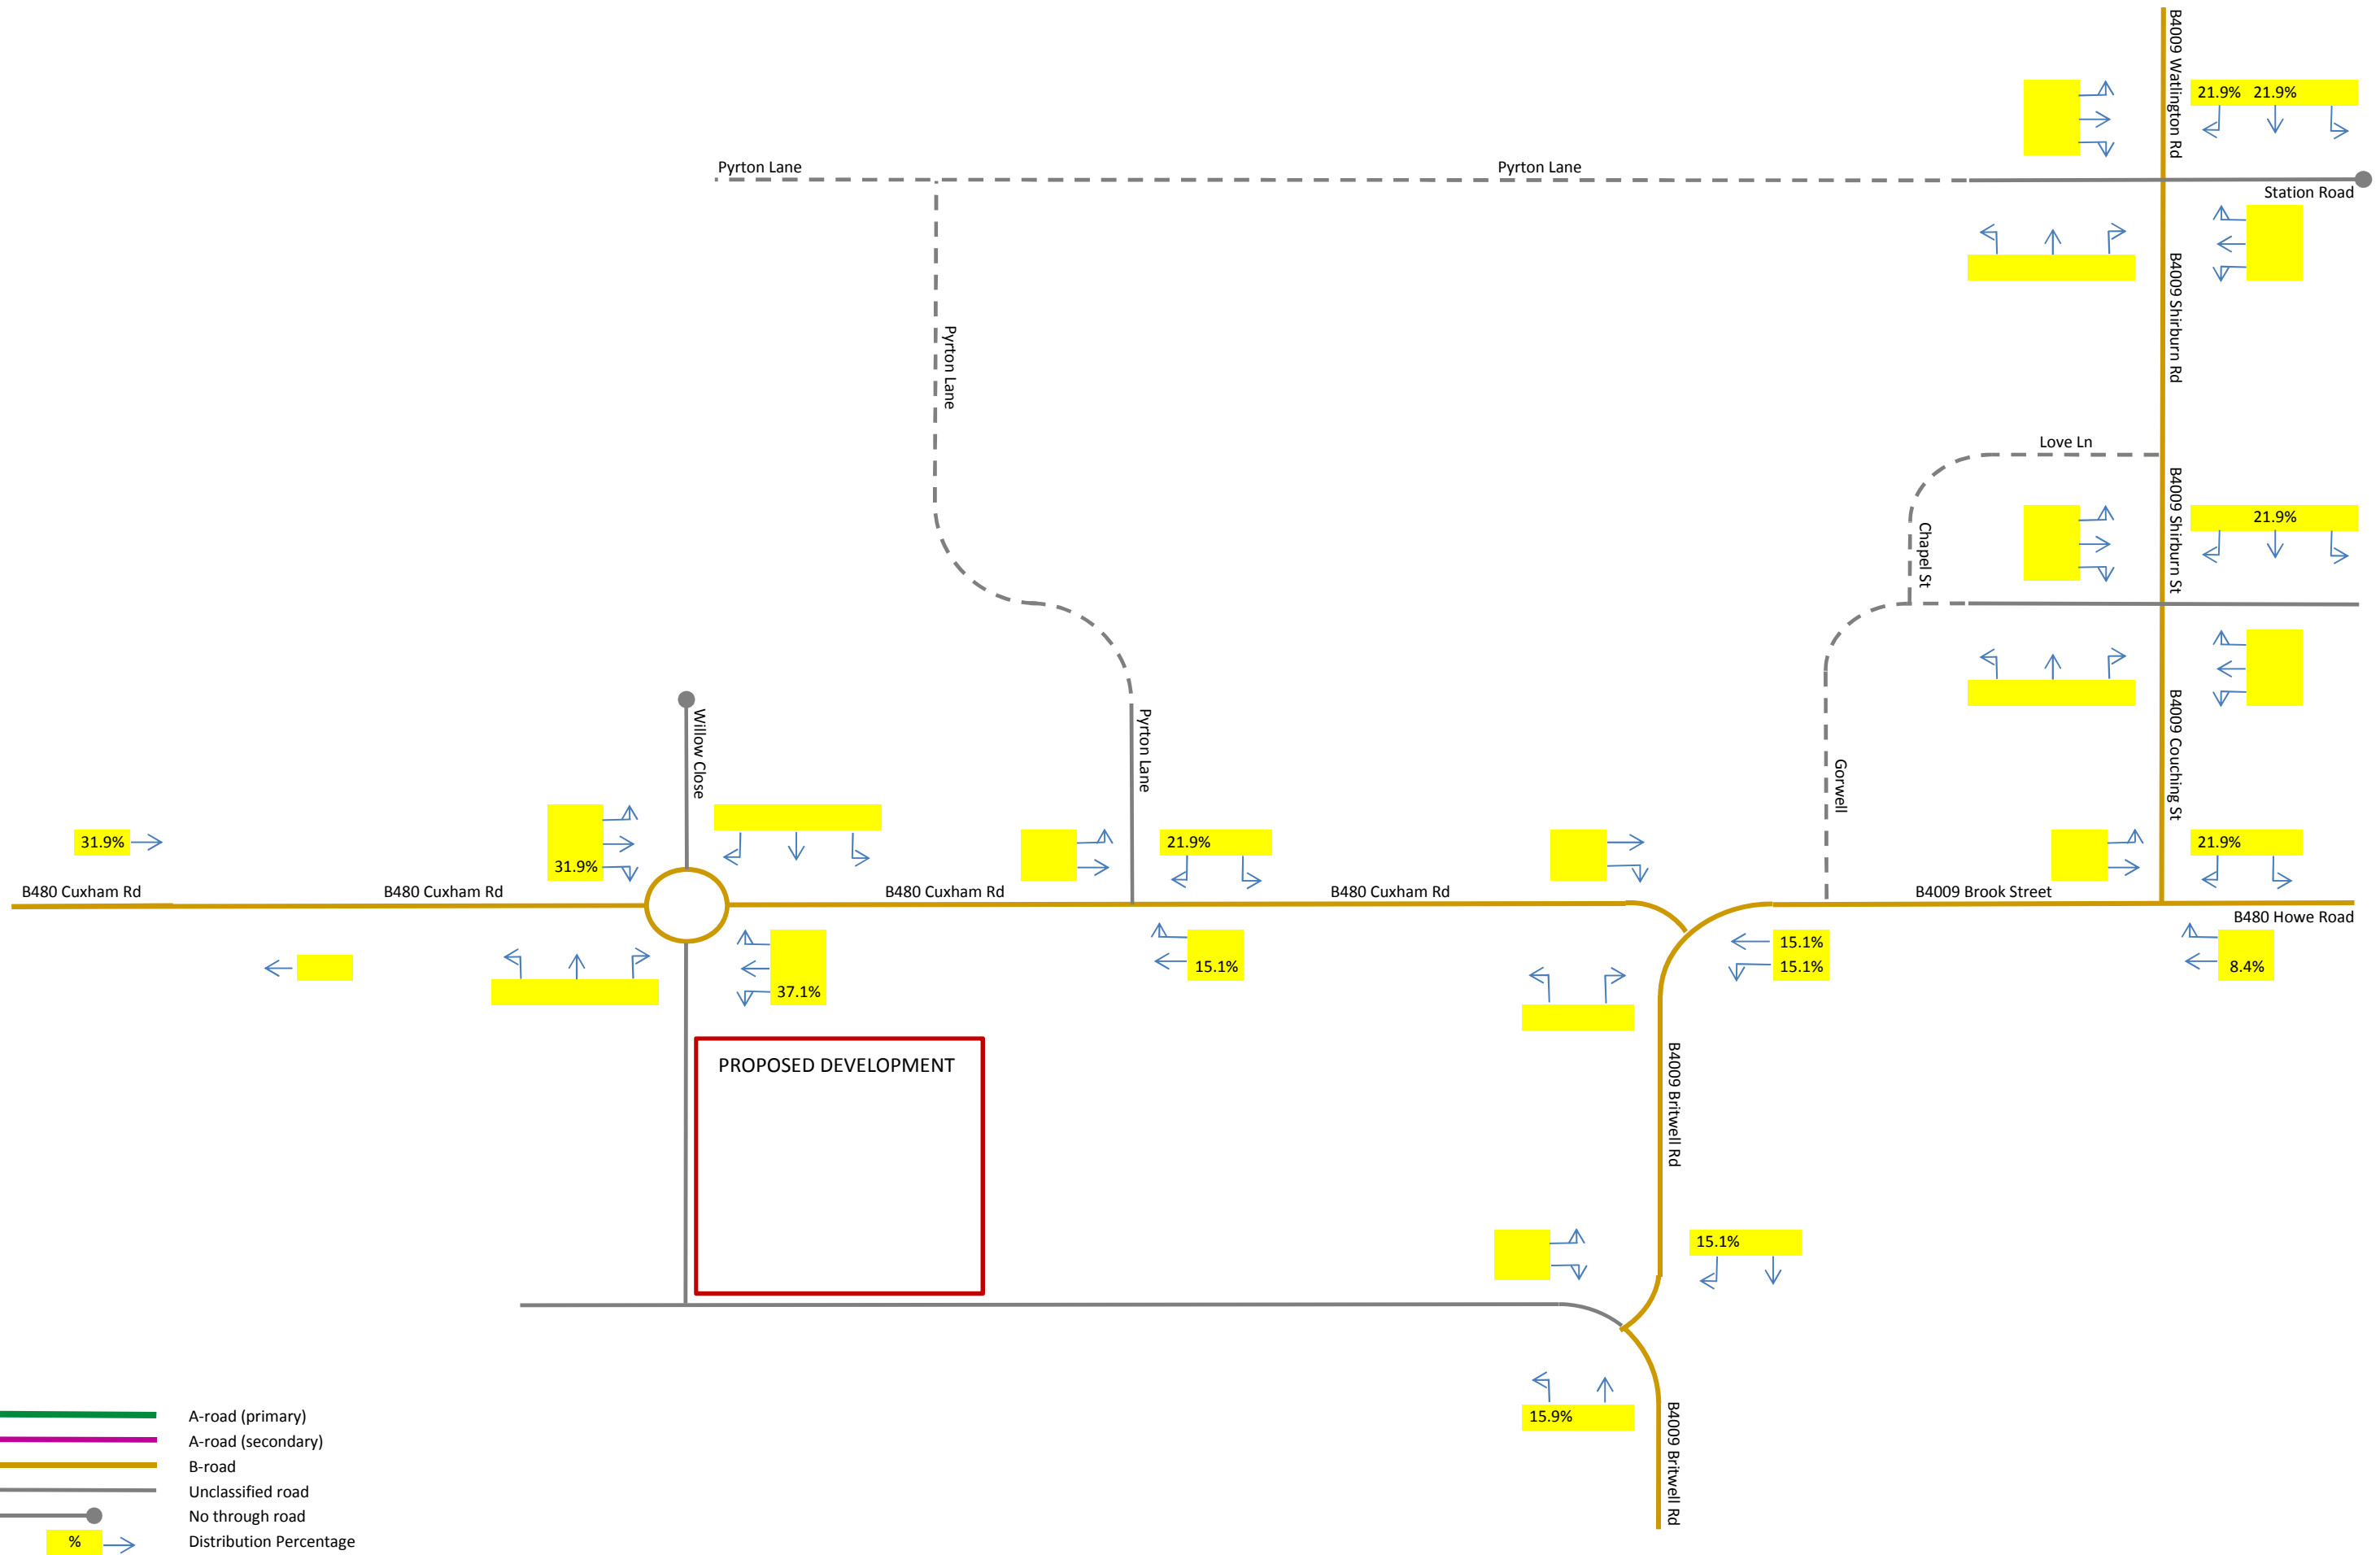 B4009 Watlington Rd
21.9% 21.9%
Pyrton Lane
Pyrton Lane
Station Road
B4009 Shirburn Rd
Pyrton Lane
Love Ln
B4009 Shirburn St
21.9%
Chapel St
B4009 Couching St
Willow Close
Pyrton Lane
Gorwell
31.9%
31.9%
21.9%
21.9%
B480 Cuxham Rd
B480 Cuxham Rd
B480 Cuxham Rd
B480 Cuxham Rd
B4009 Brook Street
B480 Howe Road
37.1%
15.1%
15.1%
15.1%
8.4%
PROPOSED DEVELOPMENT
B4009 Britwell Rd
15.1%
15.9%
B4009 Britwell Rd
A-road (primary)
A-road (secondary)
B-road
Unclassified road
No through road
% Distribution Percentage